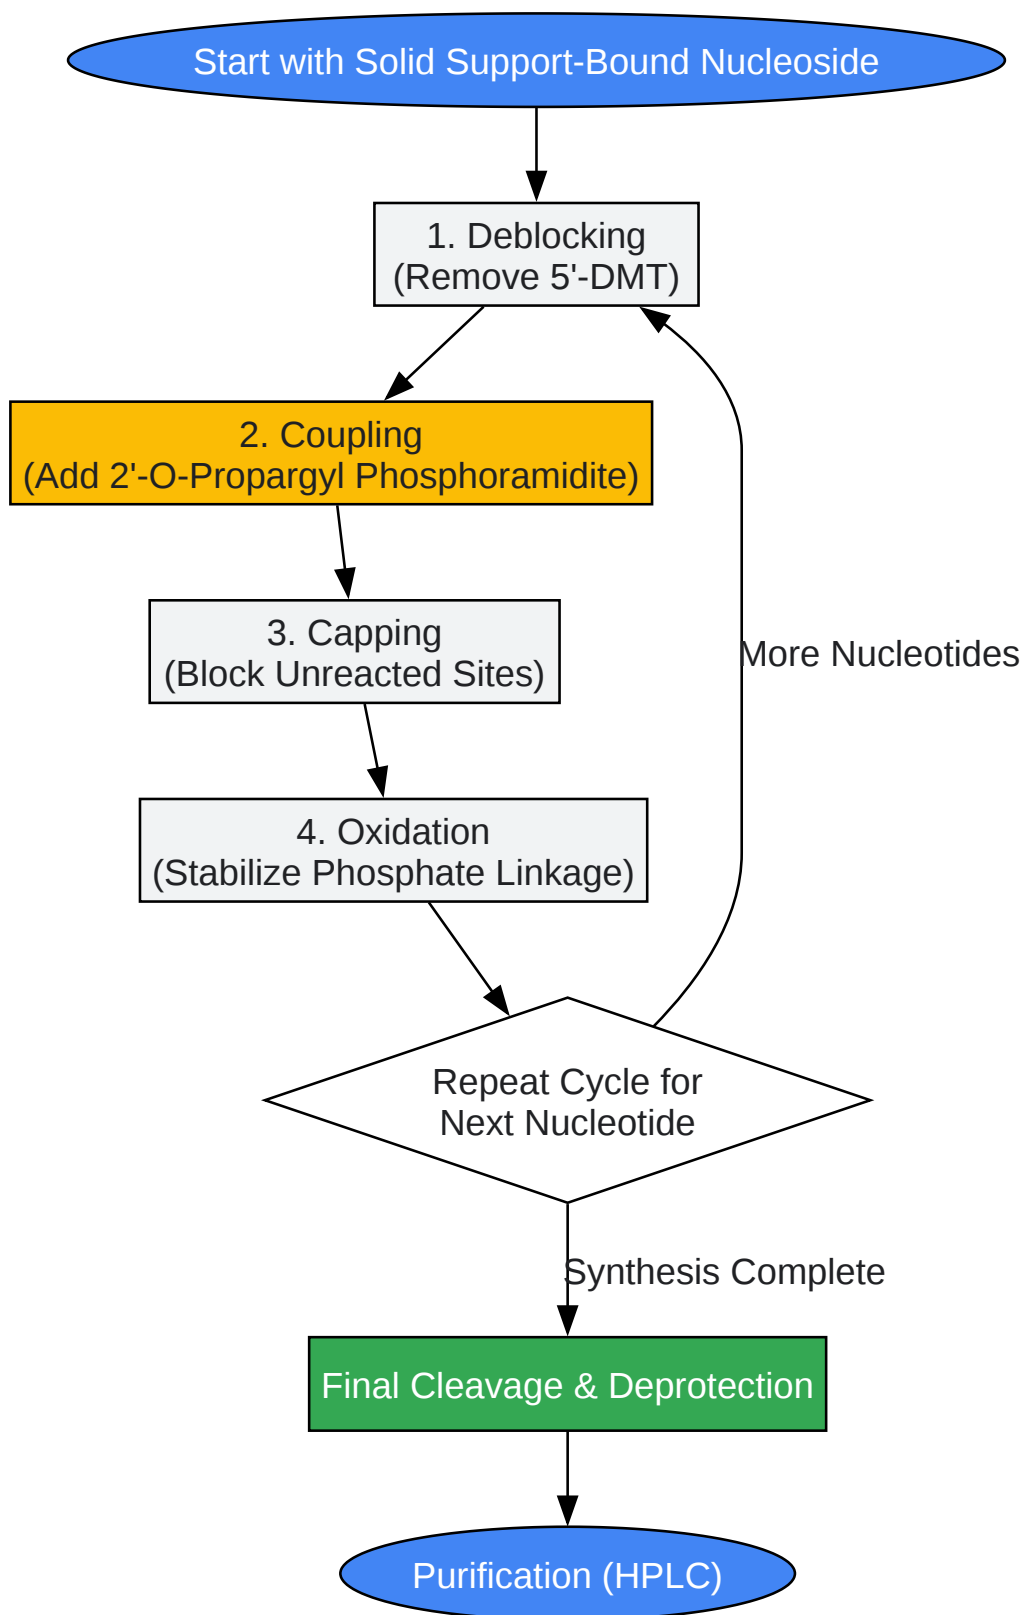 Start with Solid Support-Bound Nucleoside
1. Deblocking
(Remove 5'-DMT)
2. Coupling
(Add 2'-O-Propargyl Phosphoramidite)
3. Capping
(Block Unreacted Sites)
More Nucleotides
4. Oxidation
(Stabilize Phosphate Linkage)
Repeat Cycle for
Next Nucleotide
Synthesis Complete
Final Cleavage & Deprotection
Purification (HPLC)